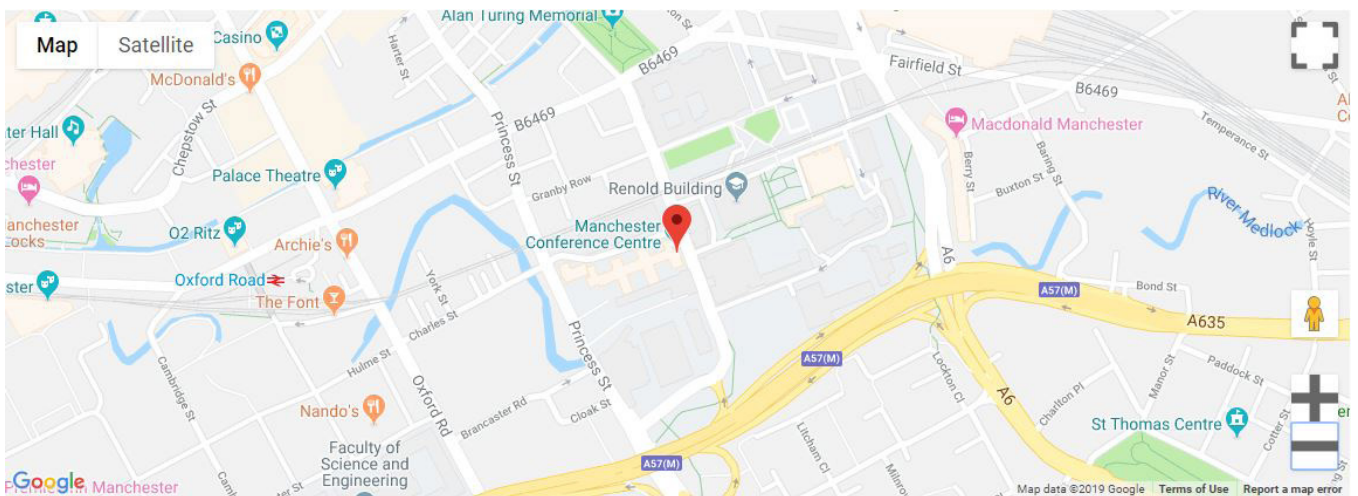 Map
Satellite
Casino
McDonald's
Alan Turing Memorial
Harter St
B6469
Fairfield St
B6469
Temperance St
ter Hall
Chepstow St
Princess St
B6469
Macdonald Manchester
chester
Palace Theatre
Granby Row
Renold Building
Berry St
Baring St
Buxton St
River Medlock
Hoyle St
anchester
Locks
O2 Ritz
Archie's
Manchester
Conference Centre
A6
Oxford Road
ster
The Font
York St
Charles St
A57(M)
Bond St
A635
Hulme St
Princess St
A57(M)
Cambridge St
Oxford Rd
Lockton Cl
A6
Charlton Pl
Manor St
Paddock St
Nando's
Brancaster Rd
Cloak St
St Thomas Centre
Cotter St
Faculty of
Science and
Engineering
A57(M)
Litcham Cl
Google
Manchester
Map data ©2019 Google
Terms of Use
Report a map error